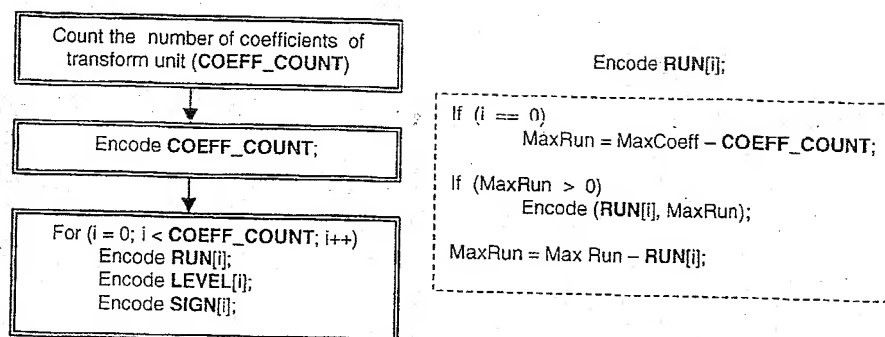 Count the number of coefficients of
transform unit (COEFF_COUNT)
Encode COEFF_COUNT;
For (i = 0; i < COEFF_COUNT; i++)
Encode RUN[i];
Encode LEVEL[i];
Encode SIGN[i];
Encode RUN[i];
If (i == 0)
MaxRun = MaxCoeff – COEFF_COUNT;
If (MaxRun > 0)
Encode (RUN[i], MaxRun);
MaxRun = Max Run – RUN[i];